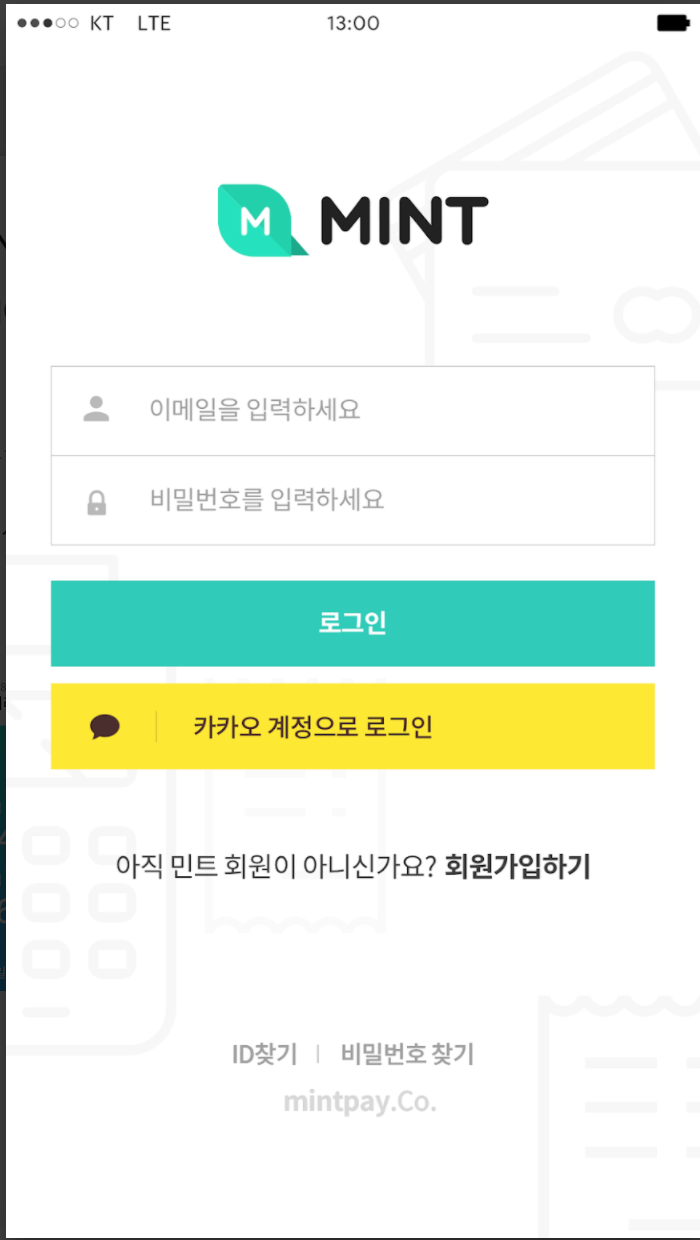 KT LTE 13:00
M MINT
이메일을 입력하세요
비밀번호를 입력하세요
로그인
카카오 계정으로 로그인
아직 민트 회원이 아니신가요? 회원가입하기
ID찾기 | 비밀번호 찾기
mintpay.Co.